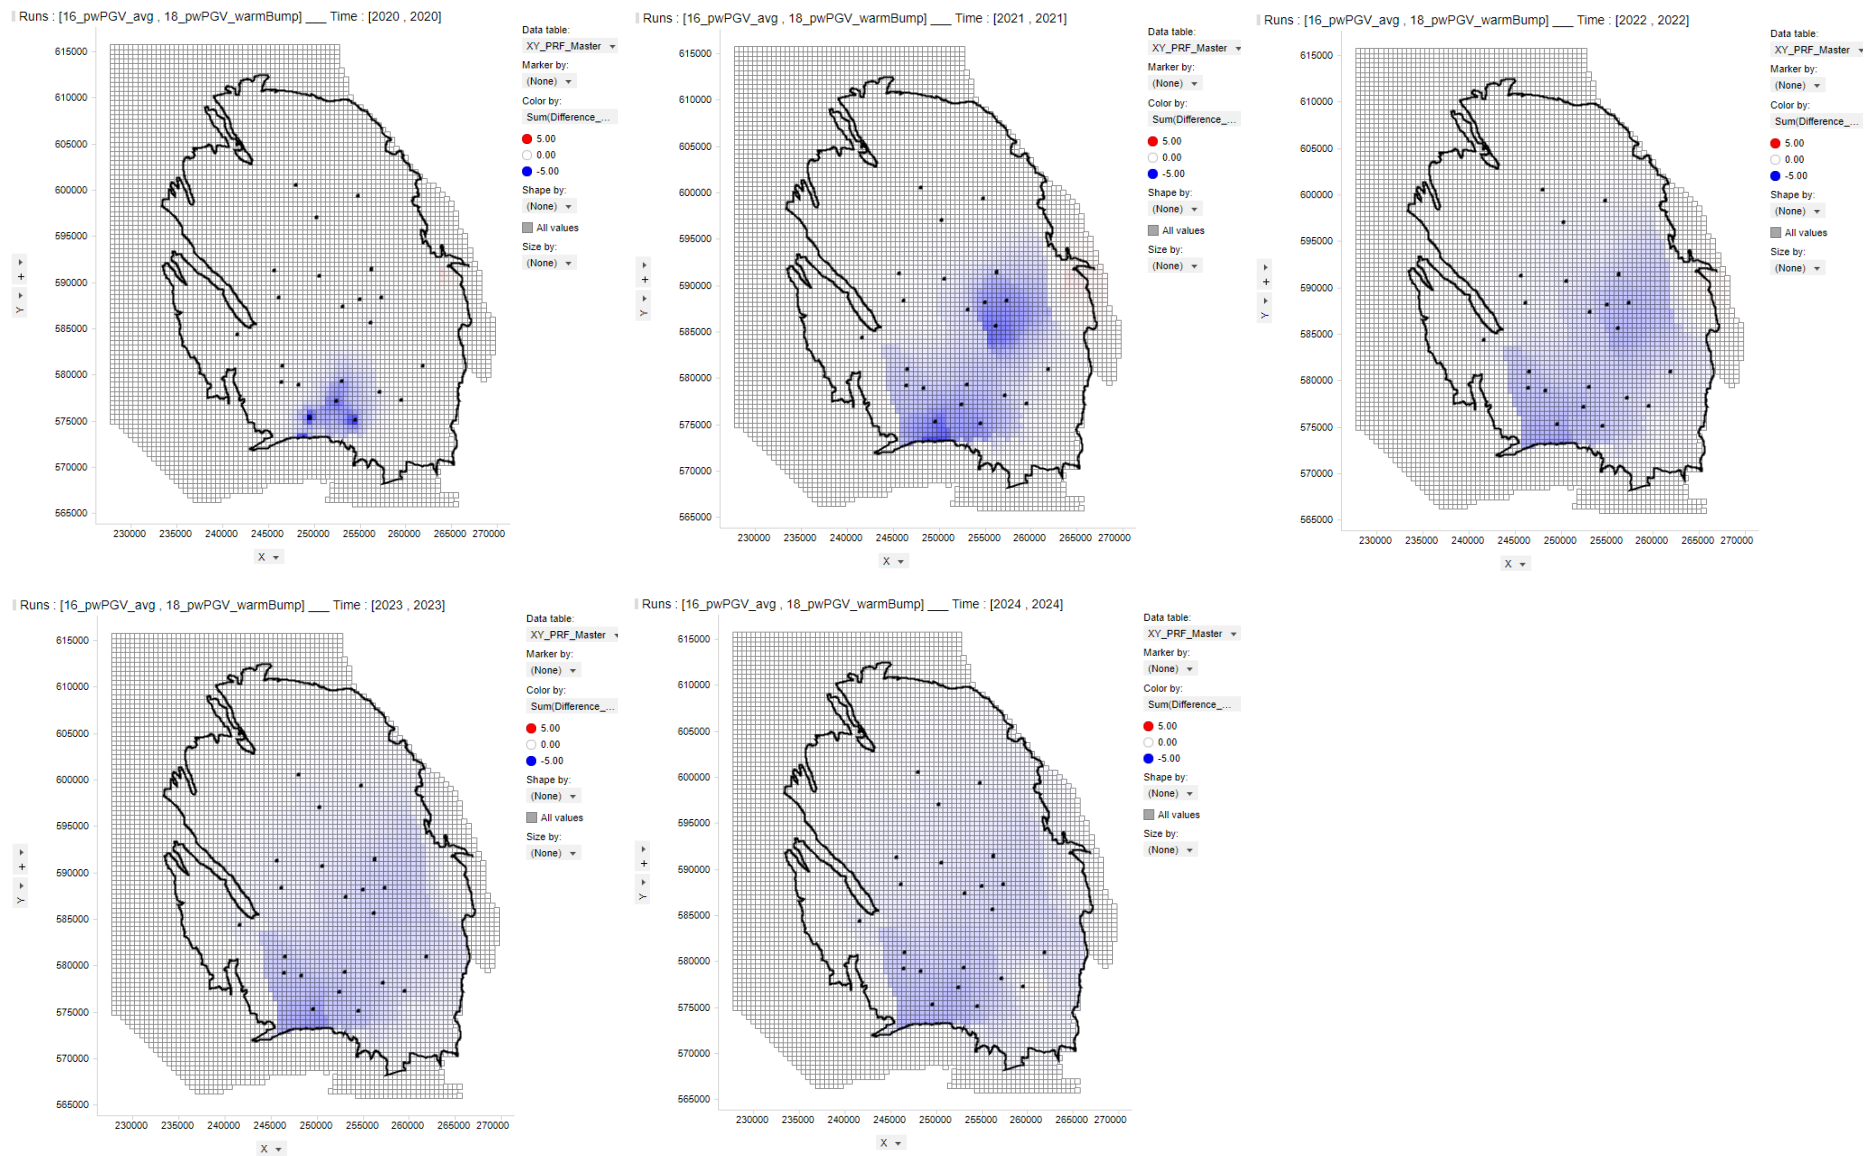 Runs : [16_pwPGV_avg , 18_pwPGV_warmBump] ___ Time : [2020 , 2020]
615000
610000
605000
600000
595000
590000
585000
580000
575000
570000
565000
230000 235000 240000 245000 250000 255000 260000 265000 270000
X
+
Y
Data table:
XY_PRF_Master
Marker by:
(None)
Color by:
Sum(Difference_...
5.00
0.00
-5.00
Shape by:
(None)
All values
Size by:
(None)
Runs : [16_pwPGV_avg , 18_pwPGV_warmBump] ___ Time : [2021 , 2021]
615000
610000
605000
600000
595000
590000
585000
580000
575000
570000
565000
230000 235000 240000 245000 250000 255000 260000 265000 270000
X
+
Y
Data table:
XY_PRF_Master
Marker by:
(None)
Color by:
Sum(Difference_...
5.00
0.00
-5.00
Shape by:
(None)
All values
Size by:
(None)
Runs : [16_pwPGV_avg , 18_pwPGV_warmBump] ___ Time : [2022 , 2022]
615000
610000
605000
600000
595000
590000
585000
580000
575000
570000
565000
230000 235000 240000 245000 250000 255000 260000 265000 270000
X
+
Y
Data table:
XY_PRF_Master
Marker by:
(None)
Color by:
Sum(Difference_...
5.00
0.00
-5.00
Shape by:
(None)
All values
Size by:
(None)
Runs : [16_pwPGV_avg , 18_pwPGV_warmBump] ___ Time : [2023 , 2023]
615000
610000
605000
600000
595000
590000
585000
580000
575000
570000
565000
230000 235000 240000 245000 250000 255000 260000 265000 270000
X
+
Y
Data table:
XY_PRF_Master
Marker by:
(None)
Color by:
Sum(Difference_...
5.00
0.00
-5.00
Shape by:
(None)
All values
Size by:
(None)
Runs : [16_pwPGV_avg , 18_pwPGV_warmBump] ___ Time : [2024 , 2024]
615000
610000
605000
600000
595000
590000
585000
580000
575000
570000
565000
230000 235000 240000 245000 250000 255000 260000 265000 270000
X
+
Y
Data table:
XY_PRF_Master
Marker by:
(None)
Color by:
Sum(Difference_...
5.00
0.00
-5.00
Shape by:
(None)
All values
Size by:
(None)